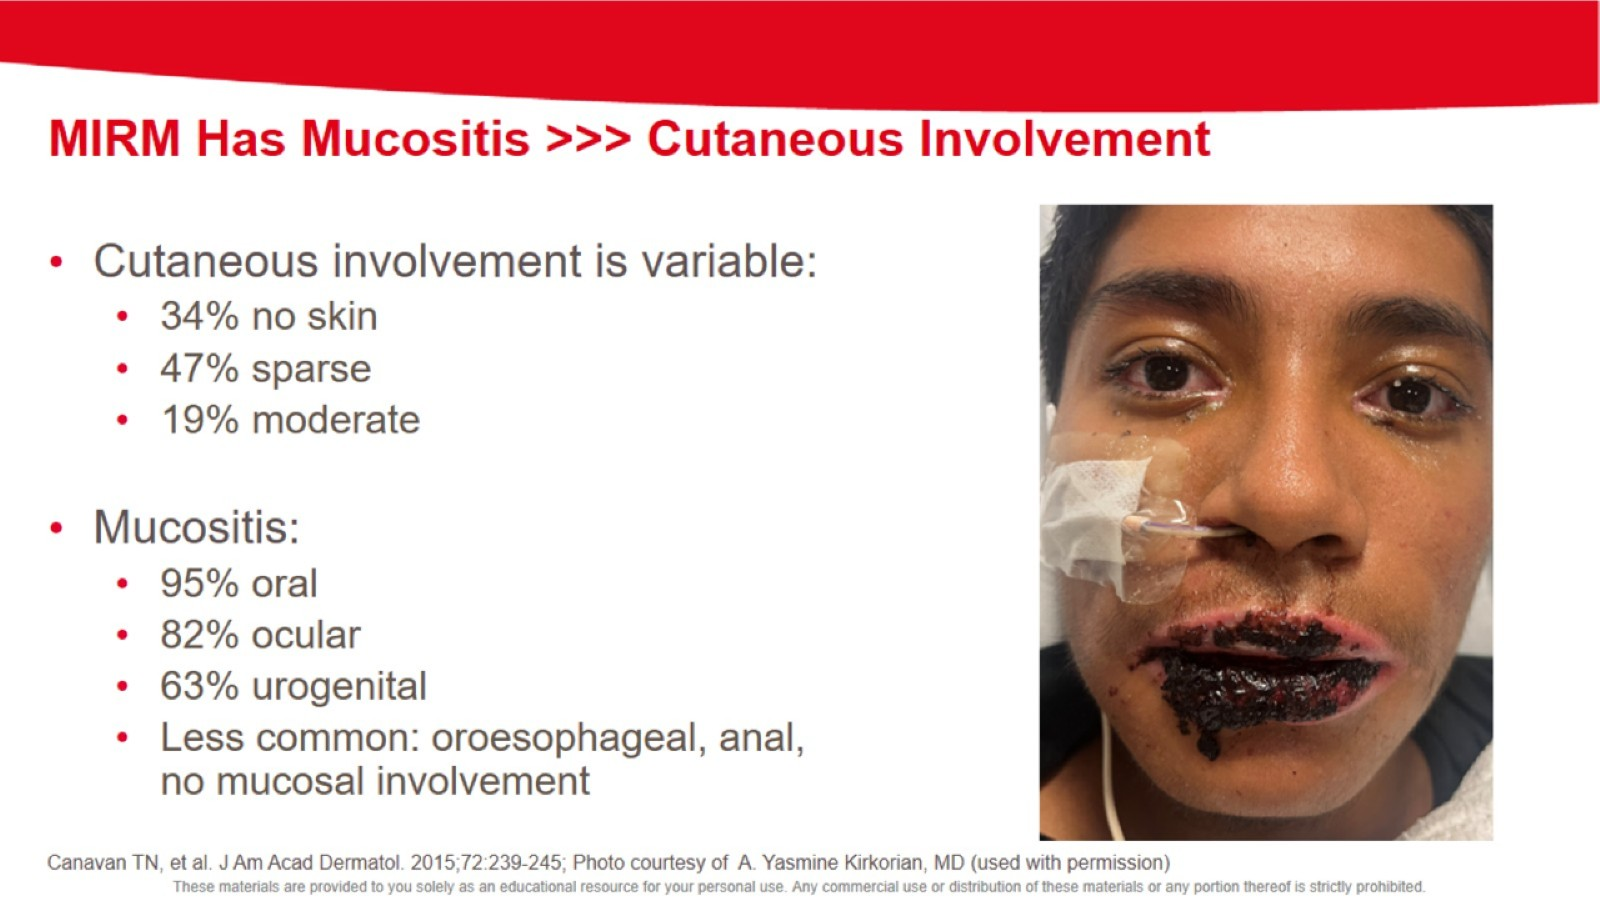 MIRM Has Mucositis >>> Cutaneous Involvement
• Cutaneous involvement is variable:
• 34% no skin
• 47% sparse
• 19% moderate
• Mucositis:
• 95% oral
• 82% ocular
• 63% urogenital
• Less common: oroesophageal, anal,
no mucosal involvement
Canavan TN, et al. J Am Acad Dermatol. 2015;72:239-245; Photo courtesy of A. Yasmine Kirkorian, MD (used with permission)
These materials are provided to you solely as an educational resource for your personal use. Any commercial use or distribution of these materials or any portion thereof is strictly prohibited.